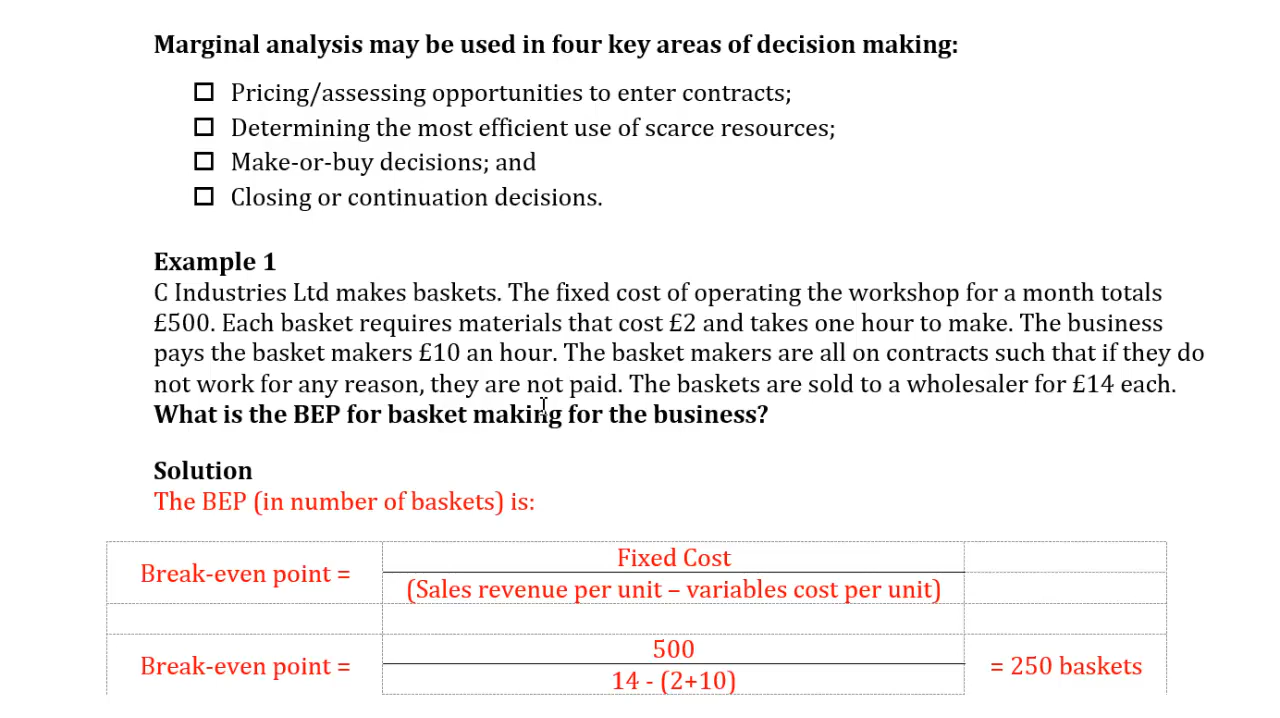 Marginal analysis may be used in four key areas of decision making:
Pricing/assessing opportunities to enter contracts;
Determining the most efficient use of scarce resources;
Make-or-buy decisions; and
Closing or continuation decisions.
Example 1
C Industries Ltd makes baskets. The fixed cost of operating the workshop for a month totals
£500. Each basket requires materials that cost £2 and takes one hour to make. The business
pays the basket makers £10 an hour. The basket makers are all on contracts such that if they do
not work for any reason, they are not paid. The baskets are sold to a wholesaler for £14 each.
What is the BEP for basket making for the business?
Solution
The BEP (in number of baskets) is:
Break-even point =
Fixed Cost
(Sales revenue per unit – variables cost per unit)
Break-even point =
500
14 - (2+10)
= 250 baskets